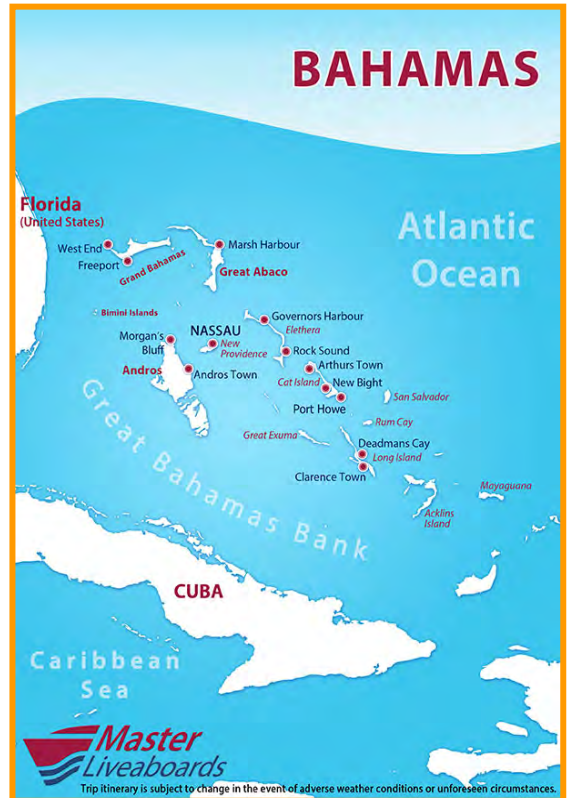 BAHAMAS
Florida
(United States)
Atlantic
Ocean
West End
Freeport
Grand Bahamas
Marsh Harbour
Great Abaco
Bimini Islands
Governors Harbour
Elethera
Morgan's
Bluff
NASSAU
New
Providence
Rock Sound
Arthurs Town
Andros
Andros Town
Cat Island
New Bight
San Salvador
Port Howe
Rum Cay
Great Exuma
Deadmans Cay
Long Island
Clarence Town
Mayaguana
Acklins
Island
Great Bahamas Bank
CUBA
Caribbean
Sea
Master
Liveaboards
Trip itinerary is subject to change in the event of adverse weather conditions or unforeseen circumstances.